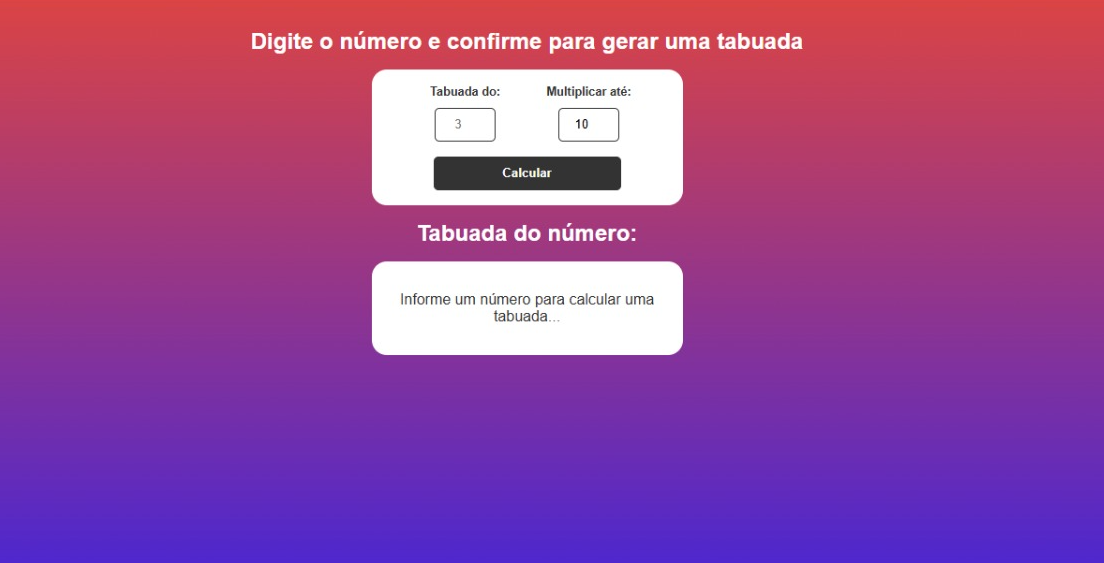 Digite o número e confirme para gerar uma tabuada
Tabuada do: Multiplicar até:
3 10
Calcular
Tabuada do número:
Informe um número para calcular uma
tabuada...